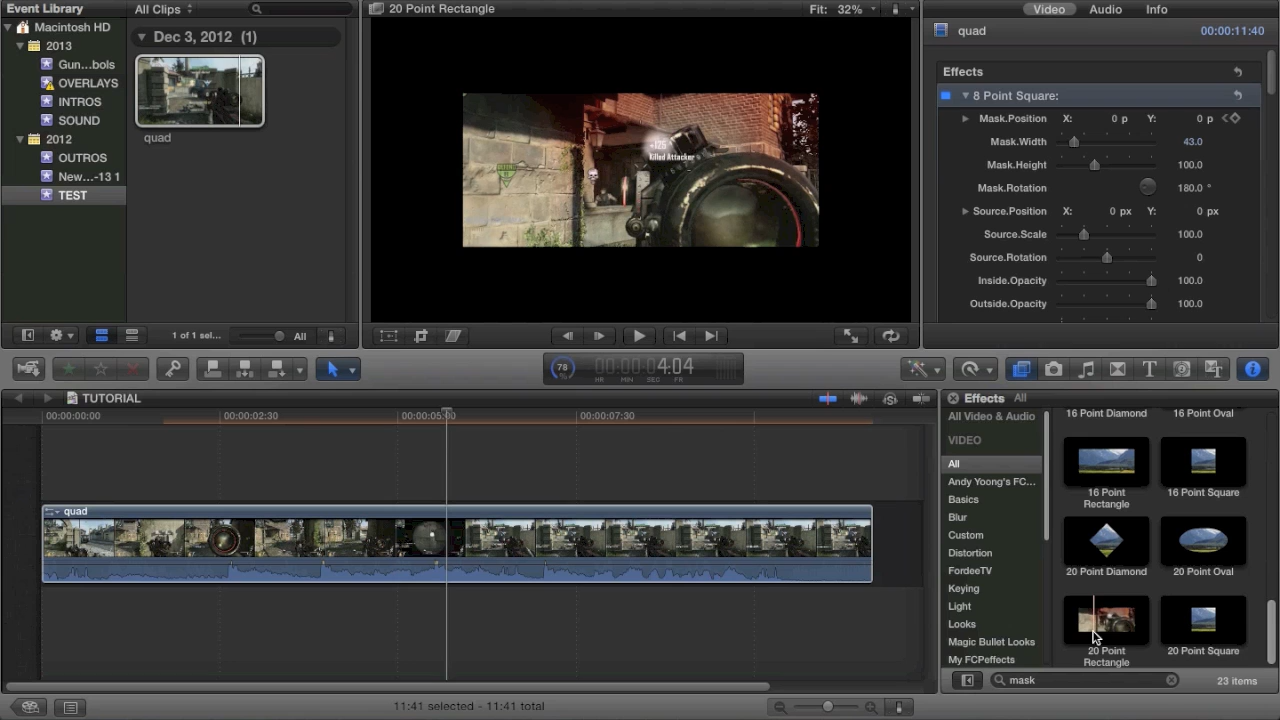 Event Library
All Clips
20 Point Rectangle
Fit: 32%
Video Audio Info
Macintosh HD
2013
Gun...bols
OVERLAYS
INTROS
SOUND
2012
OUTROS
New...-13 1
TEST
Dec 3, 2012 (1)
quad
1 of 1 sel...
All
+125
Killed Attacker
quad 00:00:11:40
Effects
8 Point Square:
Mask.Position X: 0 p Y: 0 p
Mask.Width 43.0
Mask.Height 100.0
Mask.Rotation 180.0 °
Source.Position X: 0 px Y: 0 px
Source.Scale 100.0
Source.Rotation 0
Inside.Opacity 100.0
Outside.Opacity 100.0
78
00:00:04:04
HR MIN SEC FR
TUTORIAL
00:00:00:00 00:00:02:30 00:00:05:00 00:00:07:30
quad
11:41 selected - 11:41 total
Effects All
All Video & Audio
VIDEO
All
Andy Yoong's FC...
Basics
Blur
Custom
Distortion
FordeeTV
Keying
Light
Looks
Magic Bullet Looks
My FCPeffects
16 Point Diamond 16 Point Oval
16 Point Rectangle
16 Point Square
20 Point Diamond 20 Point Oval
20 Point Rectangle
20 Point Square
mask
23 items